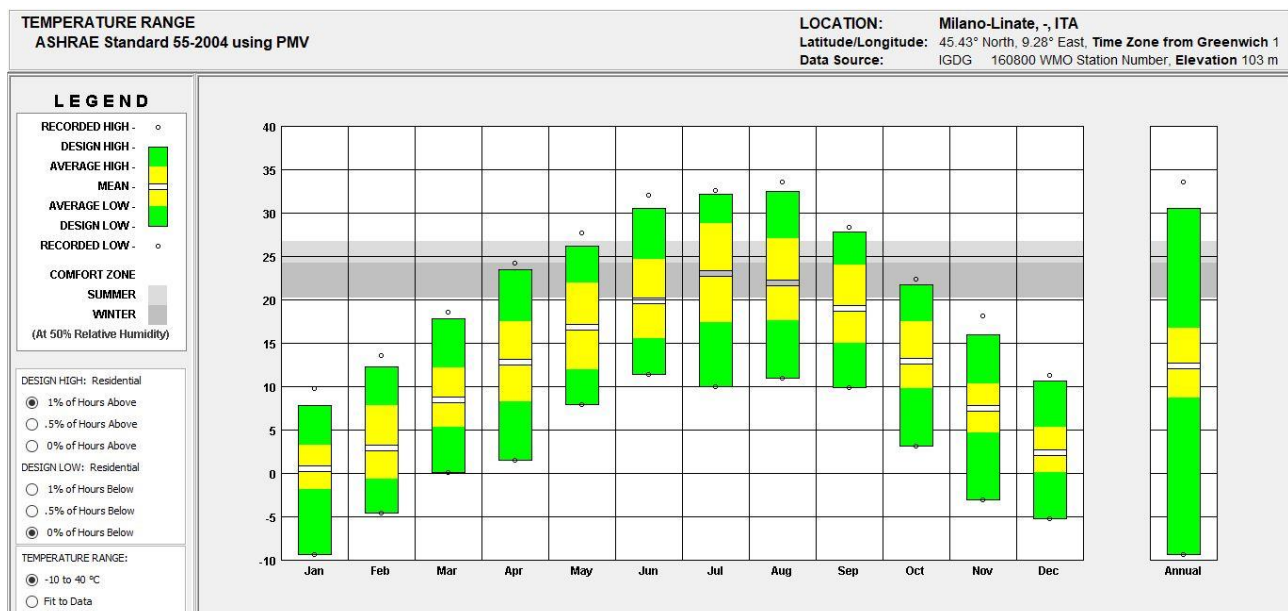 TEMPERATURE RANGE
ASHRAE Standard 55-2004 using PMV
LOCATION: Milano-Linate, -, ITA
Latitude/Longitude: 45.43° North, 9.28° East, Time Zone from Greenwich 1
Data Source: IGDG 160800 WMO Station Number, Elevation 103 m
LEGEND
RECORDED HIGH -
DESIGN HIGH -
AVERAGE HIGH -
MEAN -
AVERAGE LOW -
DESIGN LOW -
RECORDED LOW -
COMFORT ZONE
SUMMER
WINTER
(At 50% Relative Humidity)
DESIGN HIGH: Residential
1% of Hours Above
.5% of Hours Above
0% of Hours Above
DESIGN LOW: Residential
1% of Hours Below
.5% of Hours Below
0% of Hours Below
TEMPERATURE RANGE:
-10 to 40 °C
Fit to Data
40
35
30
25
20
15
10
5
0
-5
-10
Jan Feb Mar Apr May Jun Jul Aug Sep Oct Nov Dec Annual